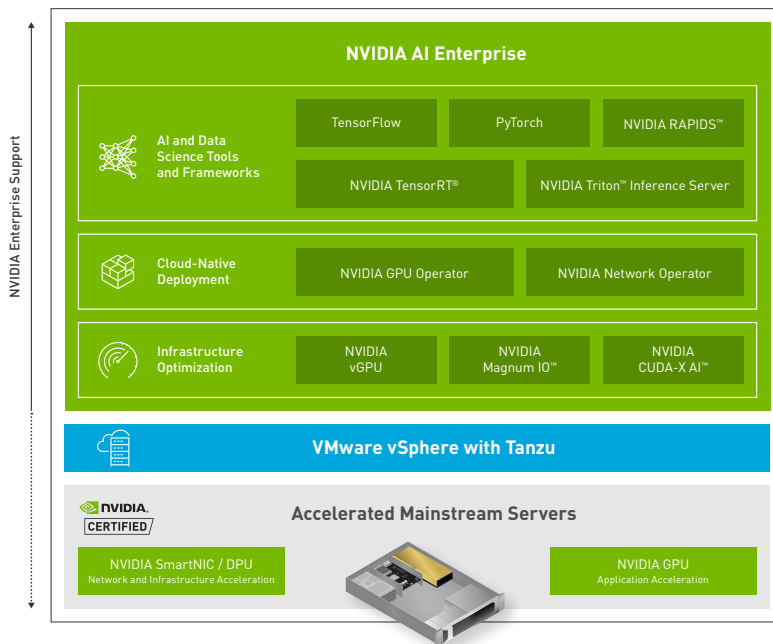 NVIDIA AI Enterprise
NVIDIA Enterprise Support
AI and Data
Science Tools
and Frameworks
TensorFlow
PyTorch
NVIDIA RAPIDS™
NVIDIA TensorRT®
NVIDIA Triton™ Inference Server
Cloud-Native
Deployment
NVIDIA GPU Operator
NVIDIA Network Operator
Infrastructure
Optimization
NVIDIA
vGPU
NVIDIA
Magnum IO™
NVIDIA
CUDA-X AI™
VMware vSphere with Tanzu
NVIDIA.
CERTIFIED
Accelerated Mainstream Servers
NVIDIA SmartNIC / DPU
Network and Infrastructure Acceleration
NVIDIA GPU
Application Acceleration